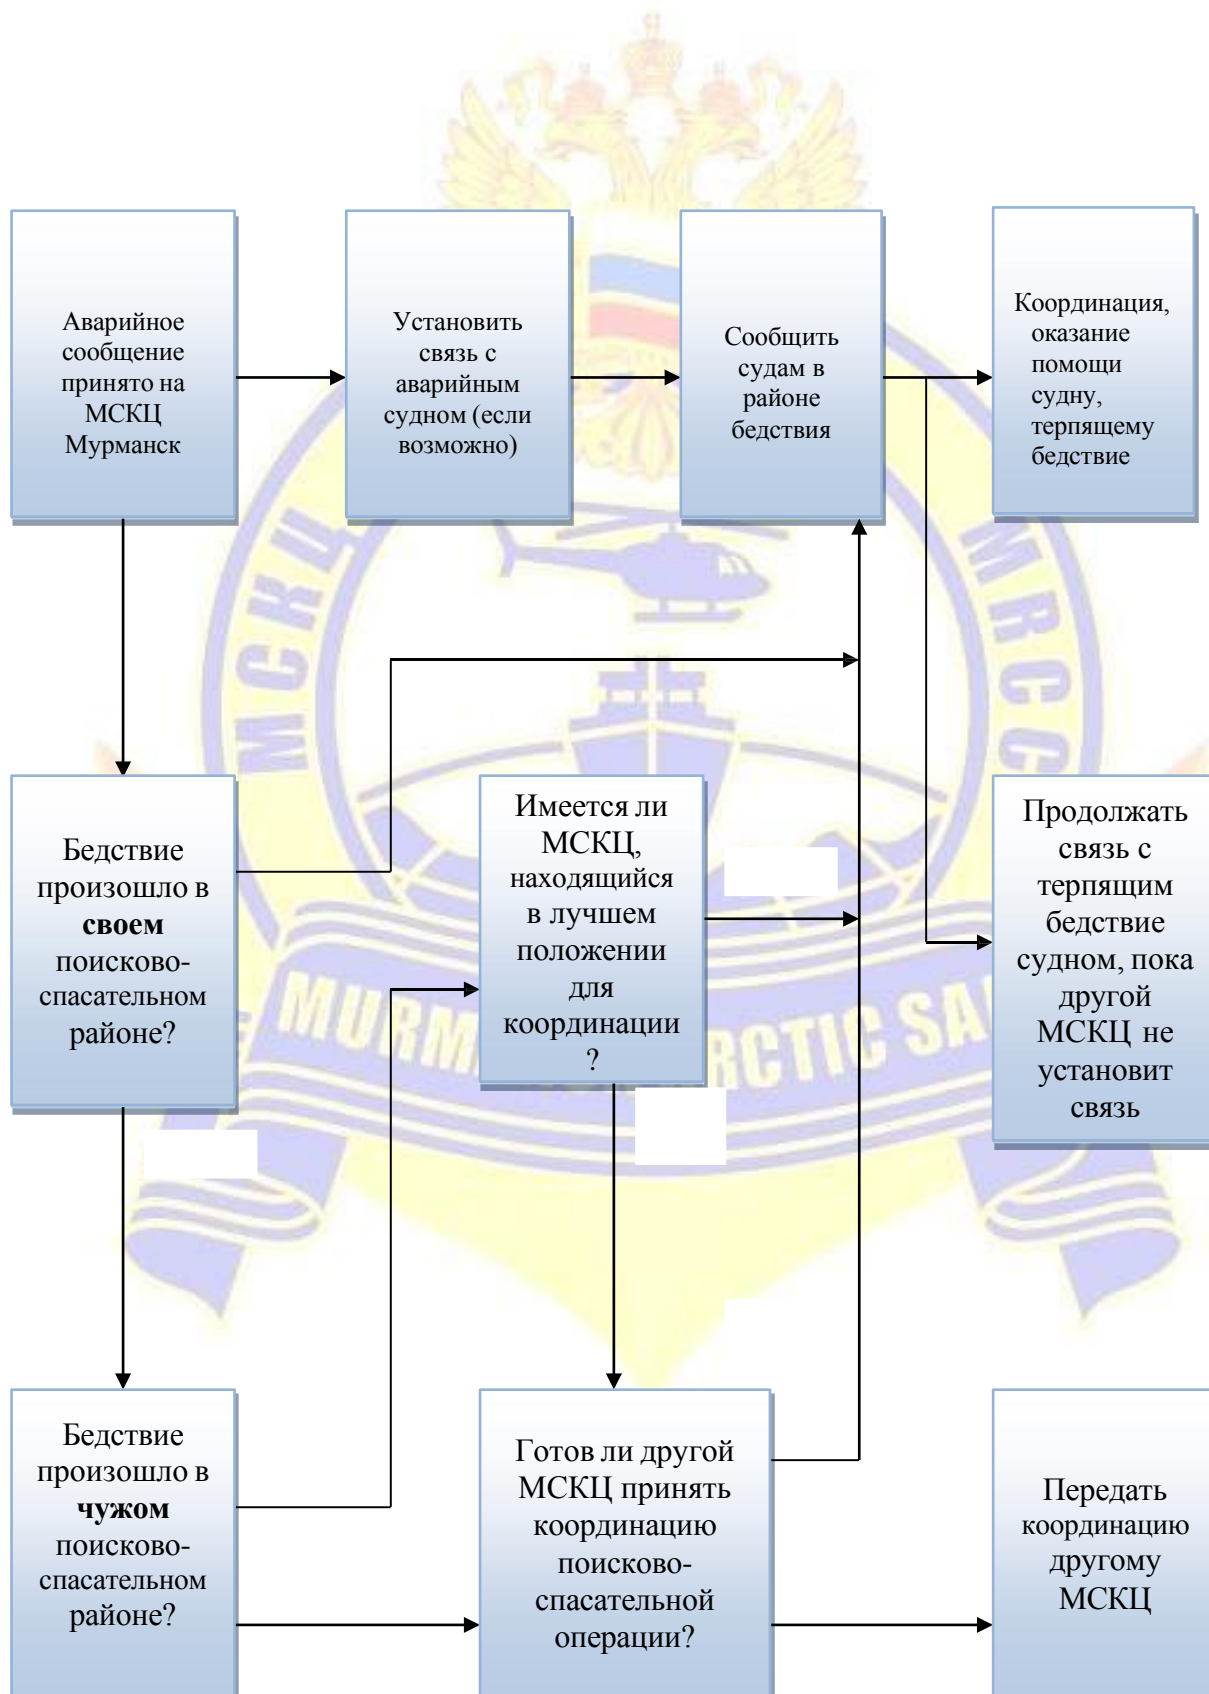 Аварийное
сообщение
принято на
МСКЦ
Мурманск
Установить
связь с
аварийным
судном (если
возможно)
Сообщить
судам в
районе
бедствия
Координация,
оказание
помощи
судну,
терпящему
бедствие
МСКЦ
MRCC
Бедствие
произошло в
своем
поисково-
спасательном
районе?
Имеется ли
МСКЦ,
находящийся
в лучшем
положении
для
координации
?
Продолжать
связь с
терпящим
бедствие
судном, пока
другой
МСКЦ не
установит
связь
Бедствие
произошло в
чужом
поисково-
спасательном
районе?
Готов ли другой
МСКЦ принять
координацию
поисково-
спасательной
операции?
Передать
координацию
другому
МСКЦ